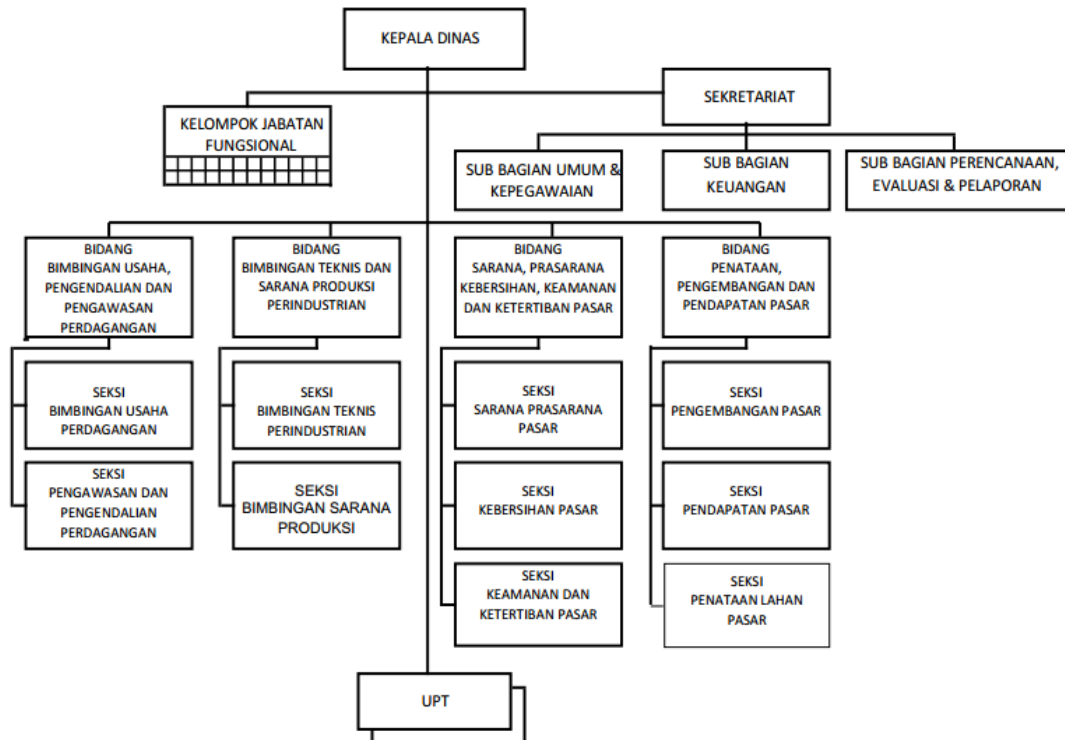 KEPALA DINAS
SEKRETARIAT
KELOMPOK JABATAN
FUNGSIONAL
SUB BAGIAN UMUM &
KEPEGAWAIAN
SUB BAGIAN
KEUANGAN
SUB BAGIAN PERENCANAAN,
EVALUASI & PELAPORAN
BIDANG
BIMBINGAN USAHA,
PENGENDALIAN DAN
PENGAWASAN
PERDAGANGAN
BIDANG
BIMBINGAN TEKNIS DAN
SARANA PRODUKSI
PERINDUSTRIAN
BIDANG
SARANA, PRASARANA
KEBERSIHAN, KEAMANAN
DAN KETERTIBAN PASAR
BIDANG
PENATAAN,
PENGEMBANGAN DAN
PENDAPATAN PASAR
SEKSI
BIMBINGAN USAHA
PERDAGANGAN
SEKSI
BIMBINGAN TEKNIS
PERINDUSTRIAN
SEKSI
SARANA PRASARANA
PASAR
SEKSI
PENGEMBANGAN PASAR
SEKSI
PENGAWASAN DAN
PENGENDALIAN
PERDAGANGAN
SEKSI
BIMBINGAN SARANA
PRODUKSI
SEKSI
KEBERSIHAN PASAR
SEKSI
PENDAPATAN PASAR
SEKSI
KEAMANAN DAN
KETERTIBAN PASAR
SEKSI
PENATAAN LAHAN
PASAR
UPT